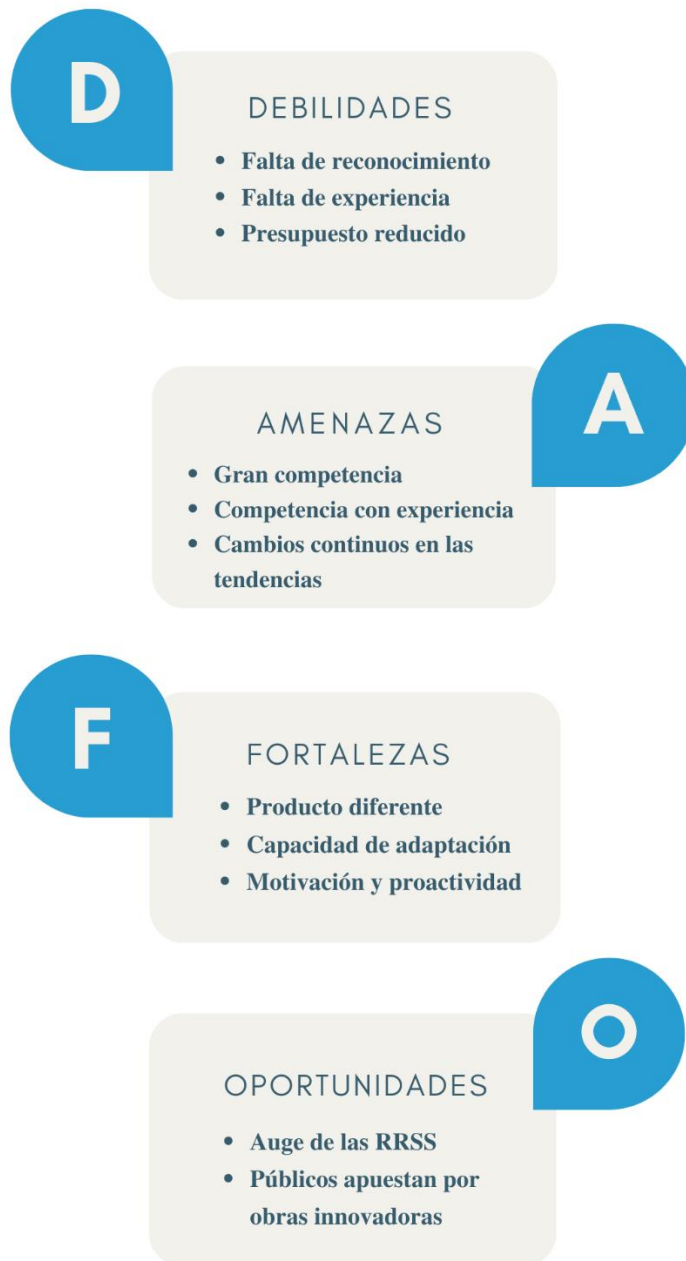 D
DEBILIDADES
• Falta de reconocimiento
• Falta de experiencia
• Presupuesto reducido
A
AMENAZAS
• Gran competencia
• Competencia con experiencia
• Cambios continuos en las
tendencias
F
FORTALEZAS
• Producto diferente
• Capacidad de adaptación
• Motivación y proactividad
O
OPORTUNIDADES
• Auge de las RRSS
• Públicos apuestan por
obras innovadoras